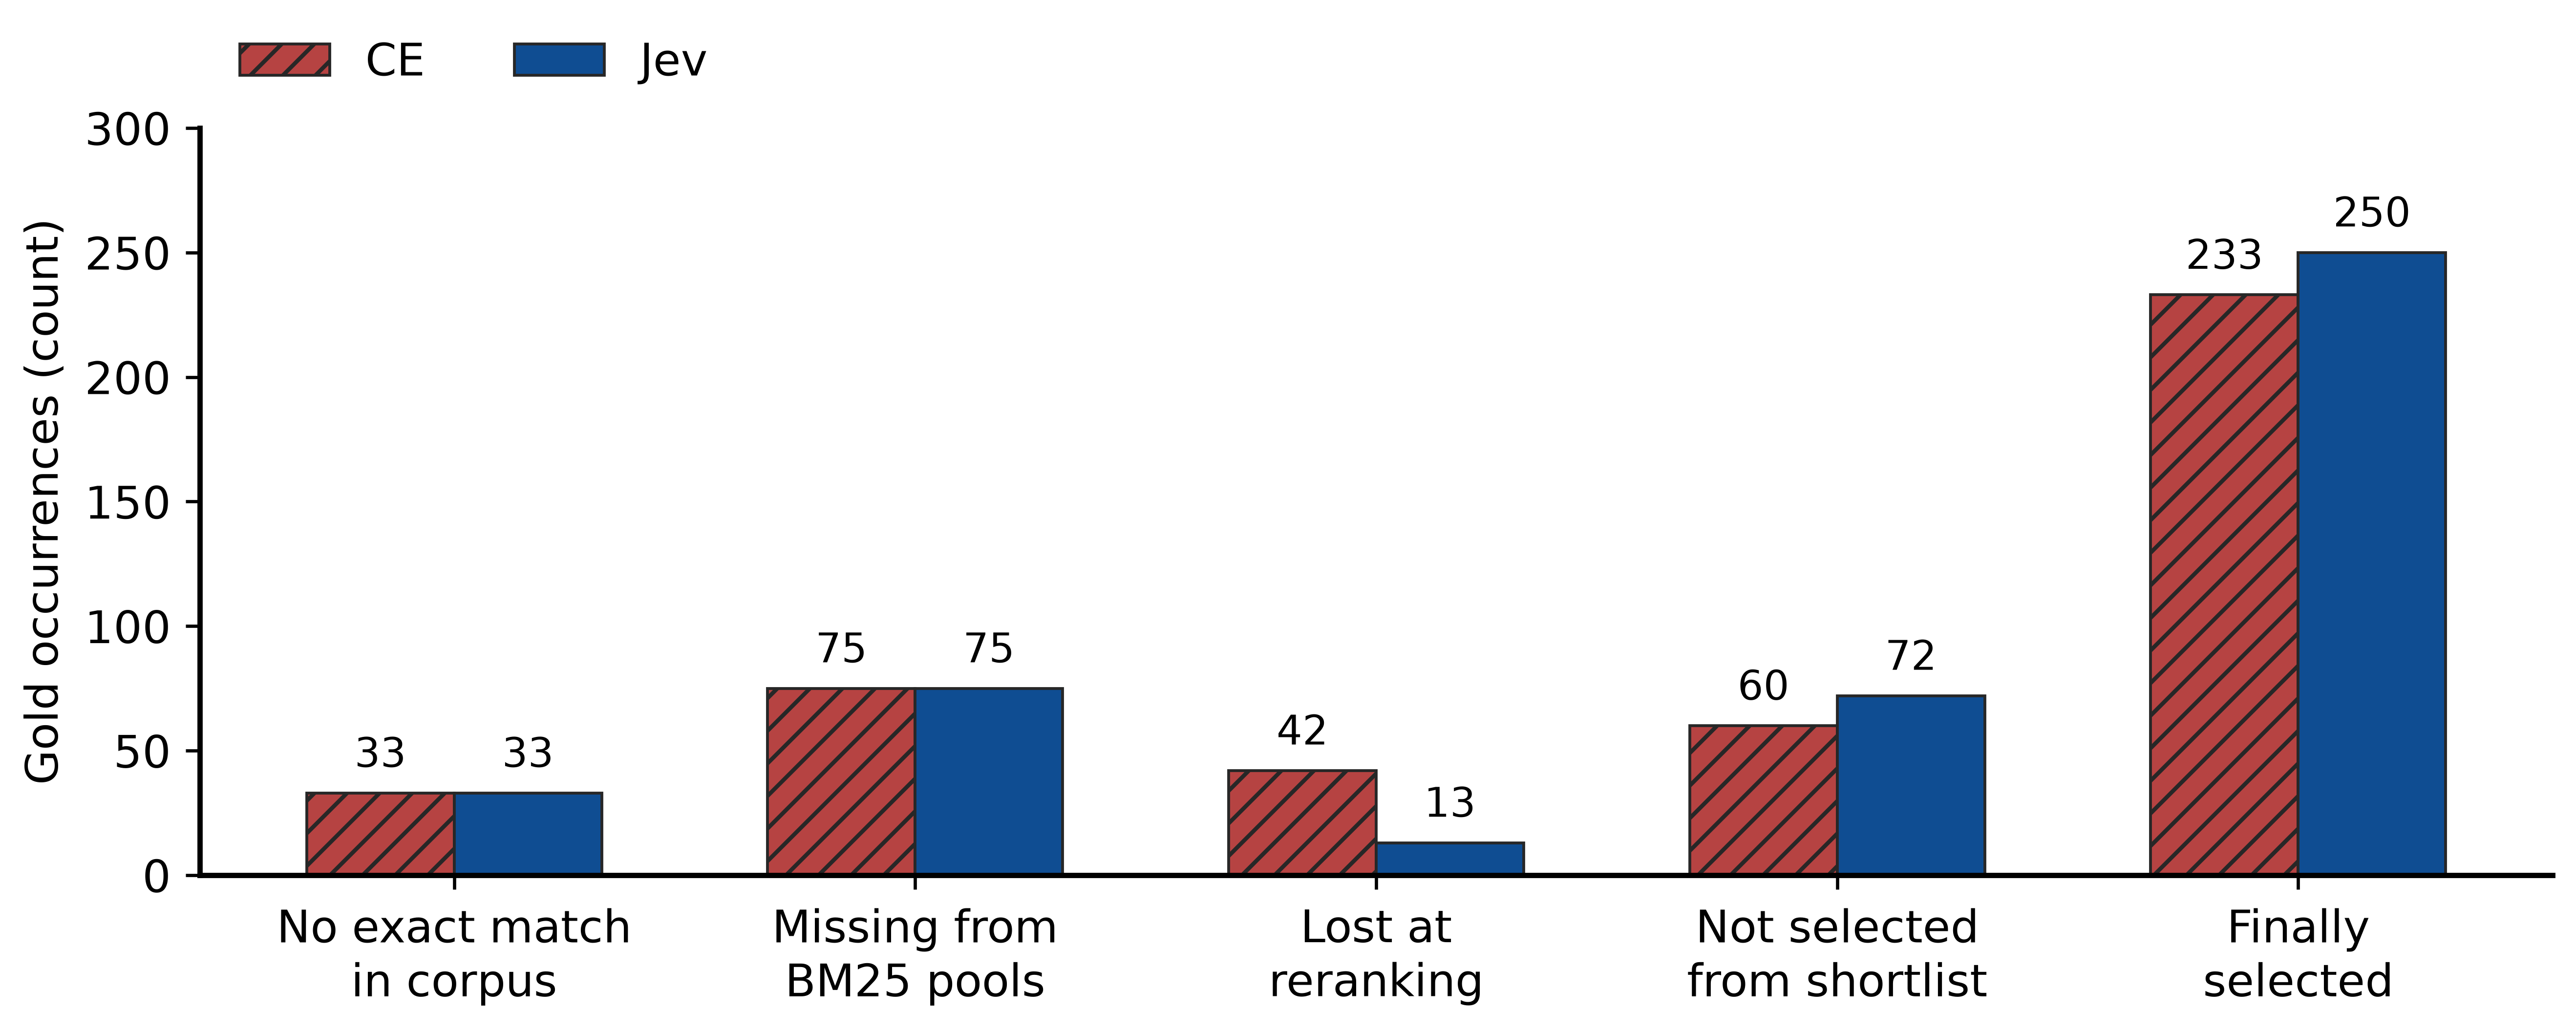 CE Jev
Gold occurrences (count)
300
250
200
150
100
50
0
33 33
75 75
42 13
60 72
233 250
No exact match
in corpus
Missing from
BM25 pools
Lost at
reranking
Not selected
from shortlist
Finally
selected